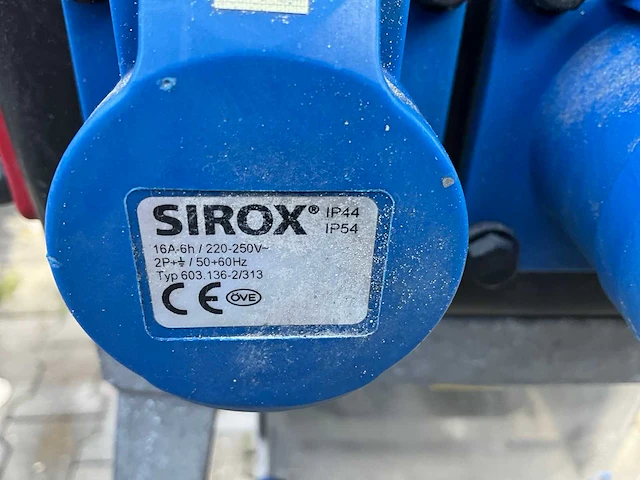 SIROX® IP44
IP54
16A-6h / 220-250V~
2P+⏚ / 50+60Hz
Typ 603.136-2/313
CE ÖVE